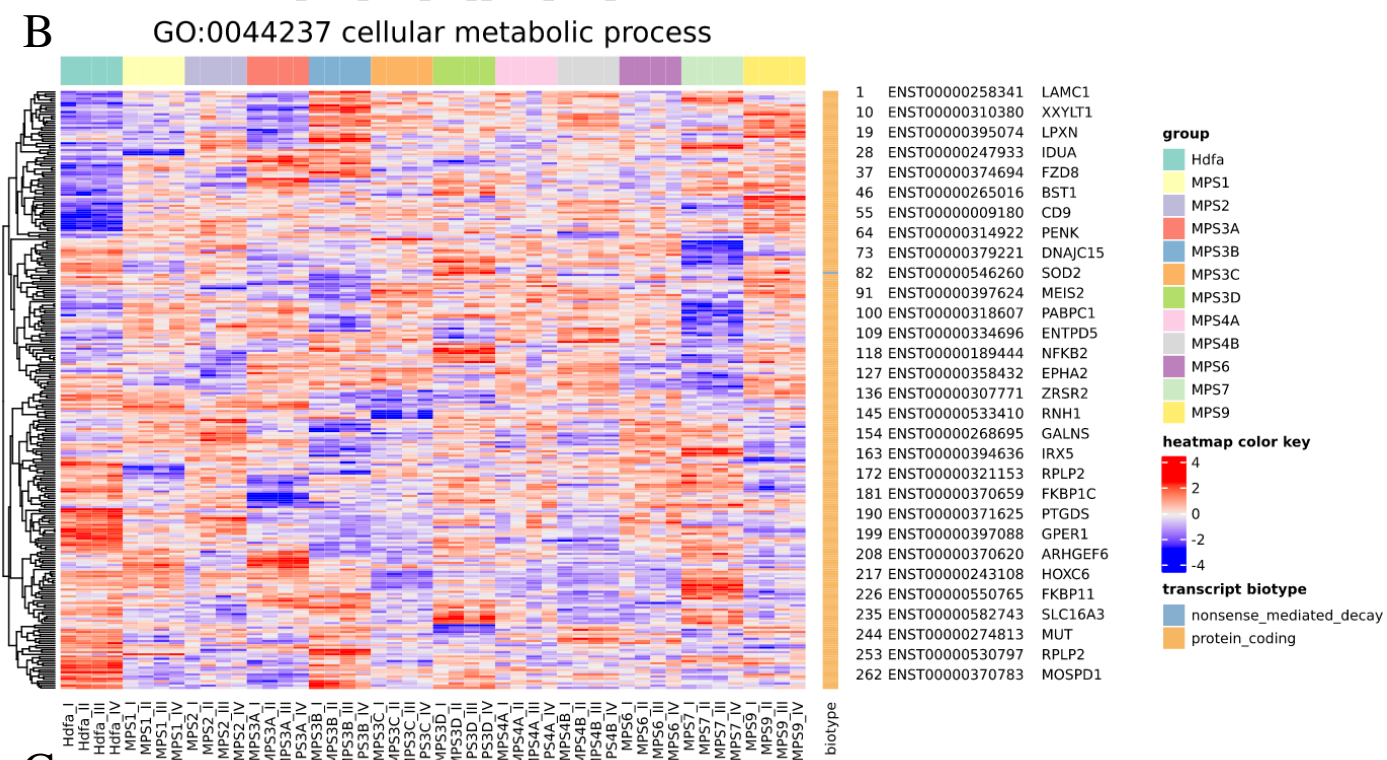 B
GO:0044237 cellular metabolic process
1 ENST00000258341 LAMC1
10 ENST00000310380 XXYLT1
19 ENST00000395074 LPXN
28 ENST00000247933 IDUA
37 ENST00000374694 FZD8
46 ENST00000265016 BST1
55 ENST00000009180 CD9
64 ENST00000314922 PENK
73 ENST00000379221 DNAJC15
82 ENST00000546260 SOD2
91 ENST00000397624 MEIS2
100 ENST00000318607 PABPC1
109 ENST00000334696 ENTPD5
118 ENST00000189444 NFKB2
127 ENST00000358432 EPHA2
136 ENST00000307771 ZRSR2
145 ENST00000533410 RNH1
154 ENST00000268695 GALNS
163 ENST00000394636 IRX5
172 ENST00000321153 RPLP2
181 ENST00000370659 FKBP1C
190 ENST00000371625 PTGDS
199 ENST00000397088 GPER1
208 ENST00000370620 ARHGEF6
217 ENST00000243108 HOXC6
226 ENST00000550765 FKBP11
235 ENST00000582743 SLC16A3
244 ENST00000274813 MUT
253 ENST00000530797 RPLP2
262 ENST00000370783 MOSPD1
group
Hdfa
MPS1
MPS2
MPS3A
MPS3B
MPS3C
MPS3D
MPS4A
MPS4B
MPS6
MPS7
MPS9
heatmap color key
4
2
0
-2
-4
transcript biotype
nonsense_mediated_decay
protein_coding
Hdfa_I
Hdfa_II
Hdfa_III
Hdfa_IV
MPS1_I
MPS1_II
MPS1_III
MPS1_IV
MPS2_I
MPS2_II
MPS2_III
MPS2_IV
MPS3A_I
MPS3A_II
MPS3A_III
PS3A_IV
MPS3B_I
MPS3B_II
MPS3B_III
PS3B_IV
MPS3C_I
MPS3C_II
MPS3C_III
PS3C_IV
MPS3D_I
MPS3D_II
PS3D_III
PS3D_IV
MPS4A_I
MPS4A_II
MPS4A_III
PS4A_IV
MPS4B_I
MPS4B_II
PS4B_III
PS4B_IV
MPS6_I
MPS6_II
MPS6_III
MPS6_IV
MPS7_I
MPS7_II
MPS7_III
MPS7_IV
MPS9_I
MPS9_II
MPS9_III
MPS9_IV
biotype